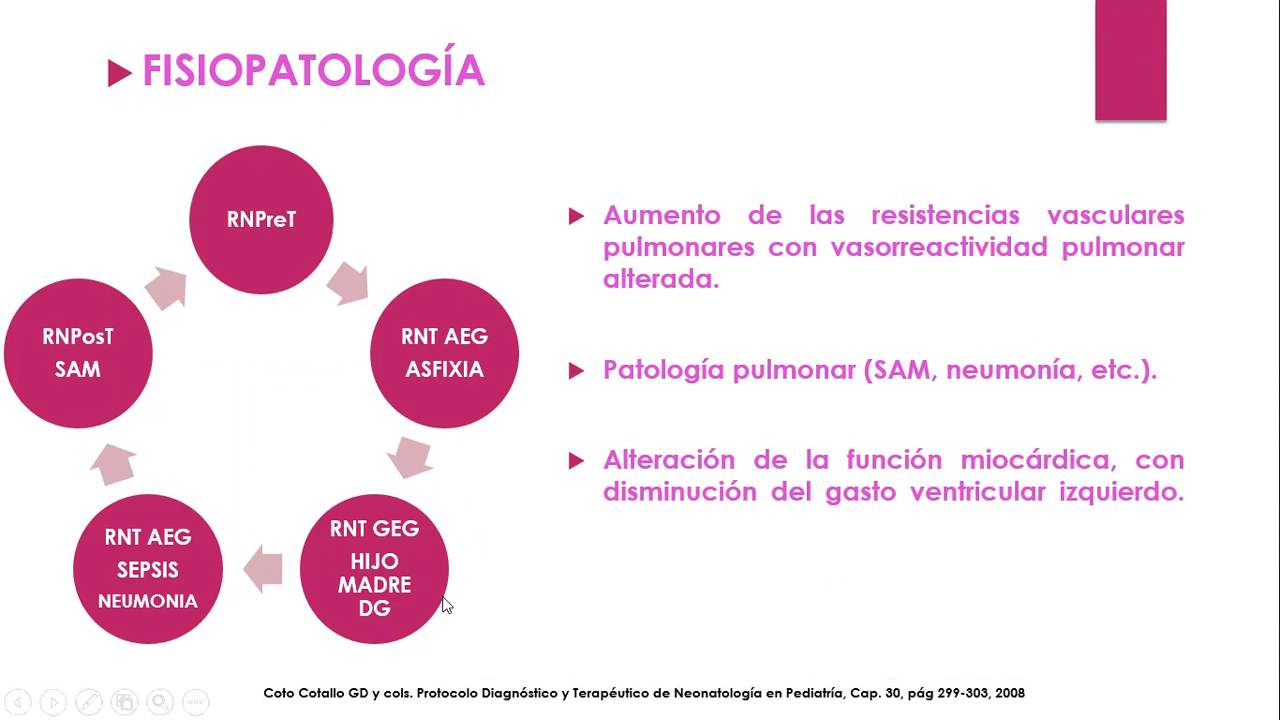 FISIOPATOLOGÍA
RNPreT
RNT AEG
ASFIXIA
RNT GEG
HIJO
MADRE
DG
RNT AEG
SEPSIS
NEUMONIA
RNPosT
SAM
Aumento de las resistencias vasculares
pulmonares con vasorreactividad pulmonar
alterada.
Patología pulmonar (SAM, neumonía, etc.).
Alteración de la función miocárdica, con
disminución del gasto ventricular izquierdo.
Coto Cotallo GD y cols. Protocolo Diagnóstico y Terapéutico de Neonatología en Pediatría, Cap. 30, pág 299-303, 2008